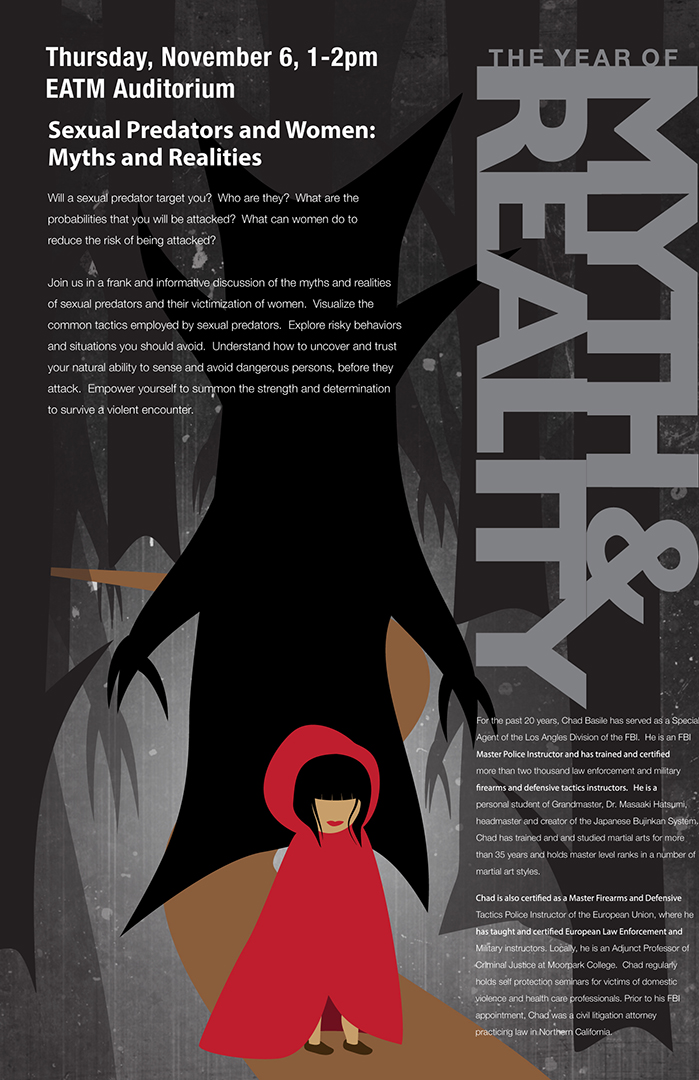 Thursday, November 6, 1-2pm
EATM Auditorium
Sexual Predators and Women:
Myths and Realities
Will a sexual predator target you?  Who are they?  What are the
probabilities that you will be attacked?  What can women do to
reduce the risk of being attacked?
Join us in a frank and informative discussion of the myths and realities
of sexual predators and their victimization of women.  Visualize the
common tactics employed by sexual predators.  Explore risky behaviors
and situations you should avoid.  Understand how to uncover and trust
your natural ability to sense and avoid dangerous persons, before they
attack.  Empower yourself to summon the strength and determination
to survive a violent encounter.
THE YEAR OF
MYTH &
REALITY
For the past 20 years, Chad Basile has served as a Special
Agent of the Los Angles Division of the FBI.  He is an FBI
Master Police Instructor and has trained and certified
more than two thousand law enforcement and military
firearms and defensive tactics instructors.  He is a
personal student of Grandmaster, Dr. Masaaki Hatsumi,
headmaster and creator of the Japanese Bujinkan System.
Chad has trained and and studied martial arts for more
than 35 years and holds master level ranks in a number of
martial art styles.
Chad is also certified as a Master Firearms and Defensive
Tactics Police Instructor of the European Union, where he
has taught and certified European Law Enforcement and
Military instructors. Locally, he is an Adjunct Professor of
Criminal Justice at Moorpark College.  Chad regularly
holds self protection seminars for victims of domestic
violence and health care professionals. Prior to his FBI
appointment, Chad was a civil litigation attorney
practicing law in Northern California.